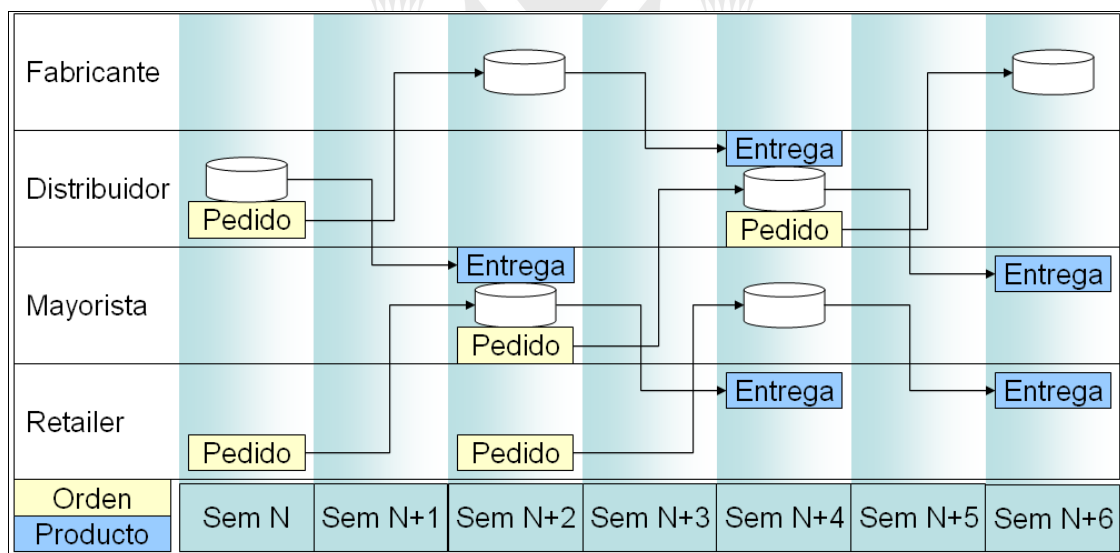 Fabricante
Entrega
Distribuidor
Pedido
Pedido
Entrega
Entrega
Mayorista
Pedido
Entrega
Entrega
Retailer
Pedido
Pedido
Orden
Producto
Sem N
Sem N+1
Sem N+2
Sem N+3
Sem N+4
Sem N+5
Sem N+6